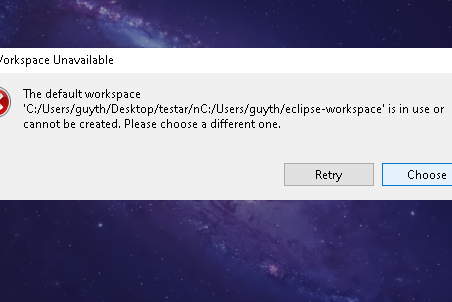 Workspace Unavailable
The default workspace
'C:/Users/guyth/Desktop/testar/nC:/Users/guyth/eclipse-workspace' is in use or
cannot be created. Please choose a different one.
Retry
Choose